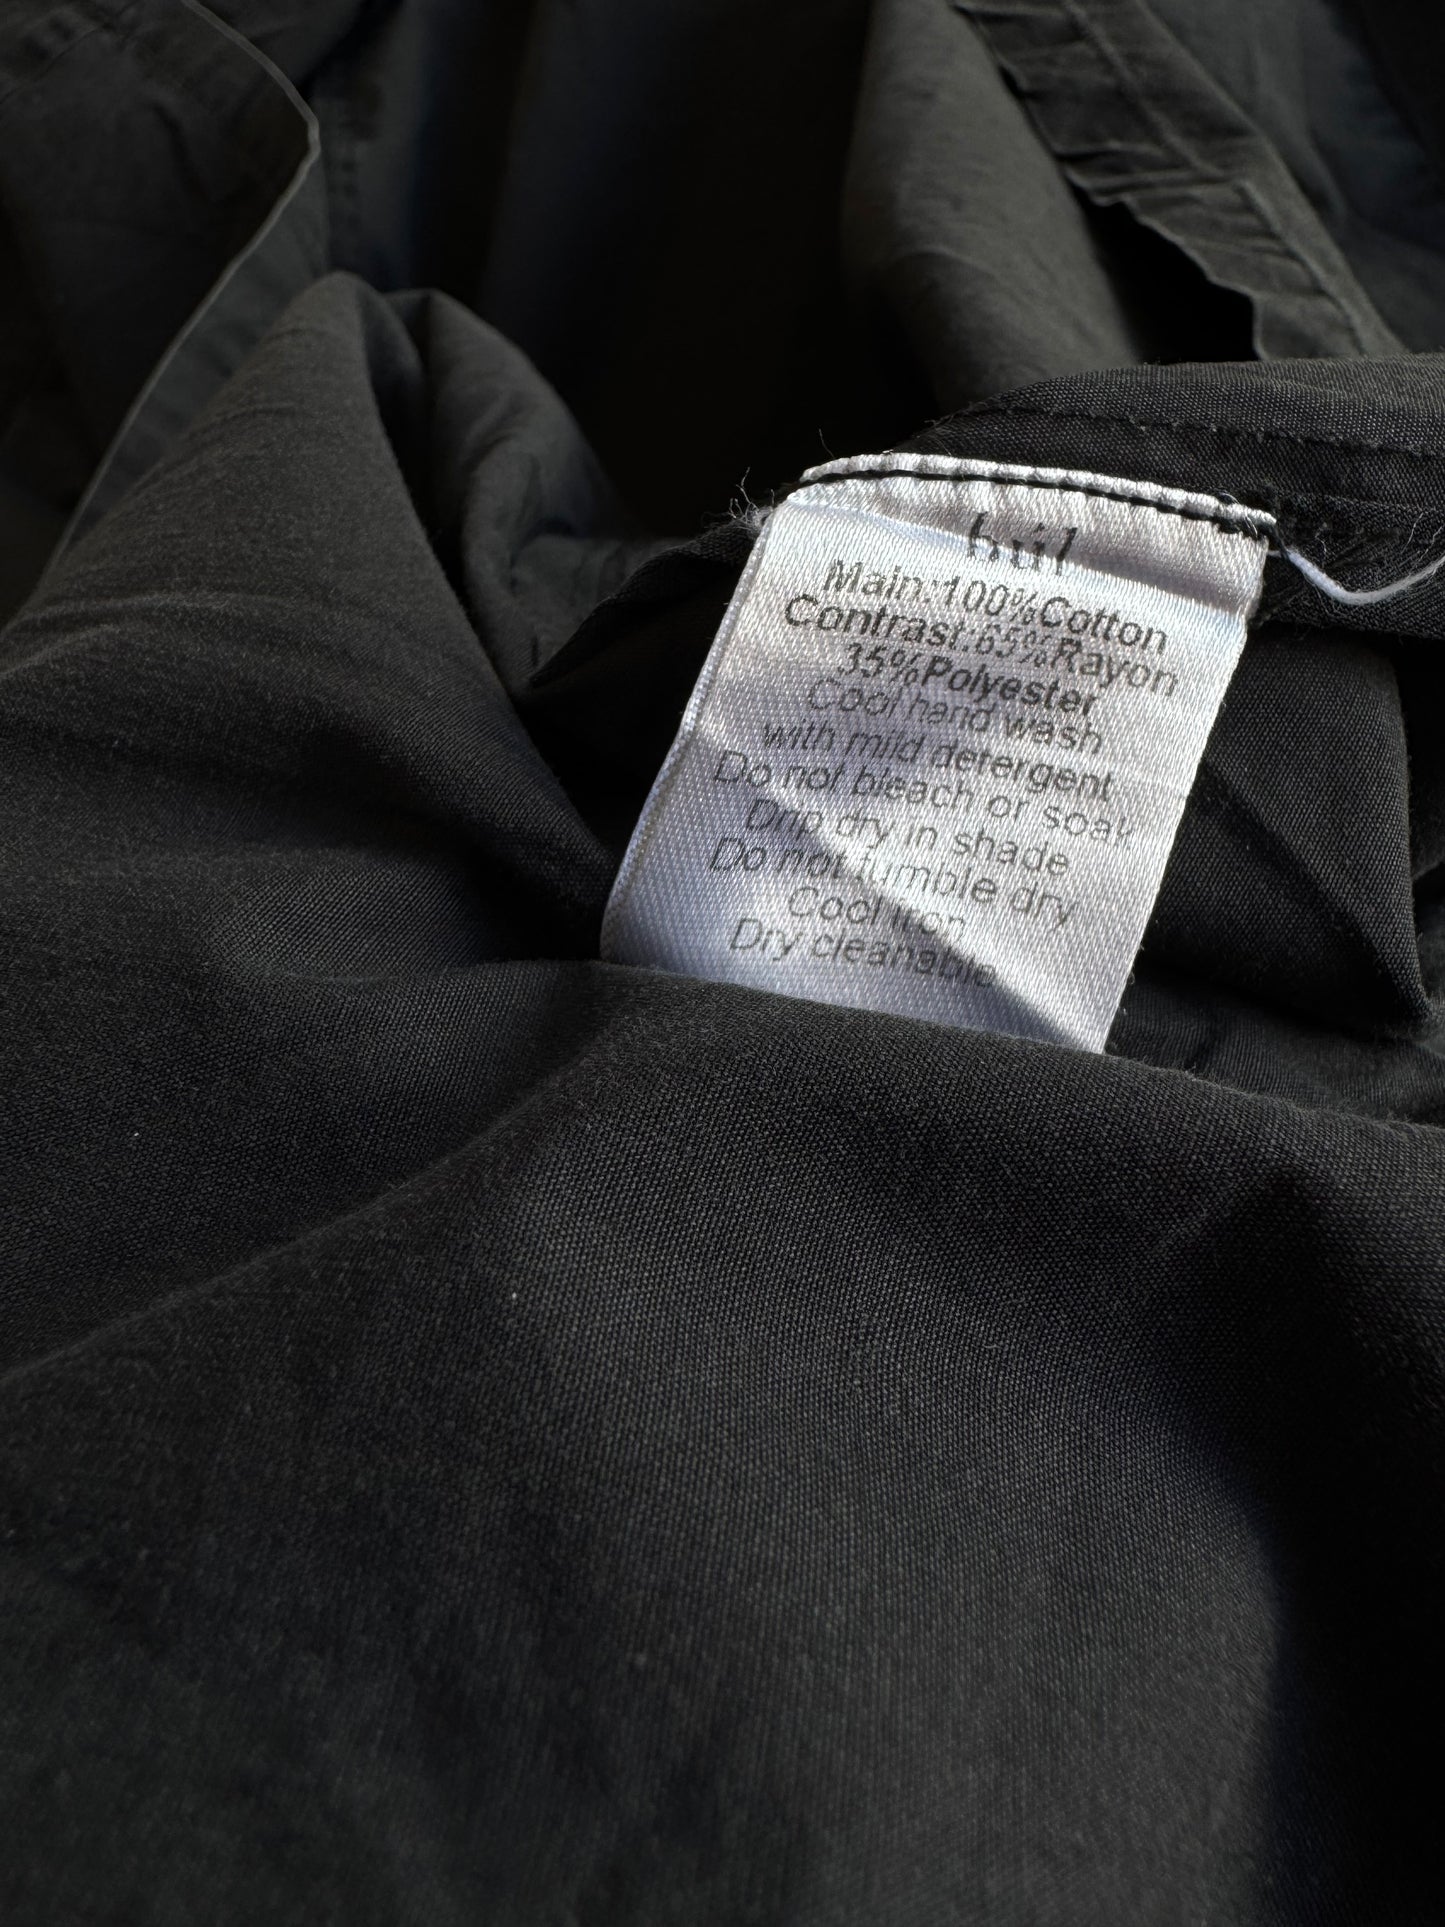 húl
Main:100%Cotton
Contrast:65%Rayon
35%Polyester
Cool hand wash
with mild detergent
Do not bleach or soak
Drip dry in shade
Do not tumble dry
Cool iron
Dry cleanable